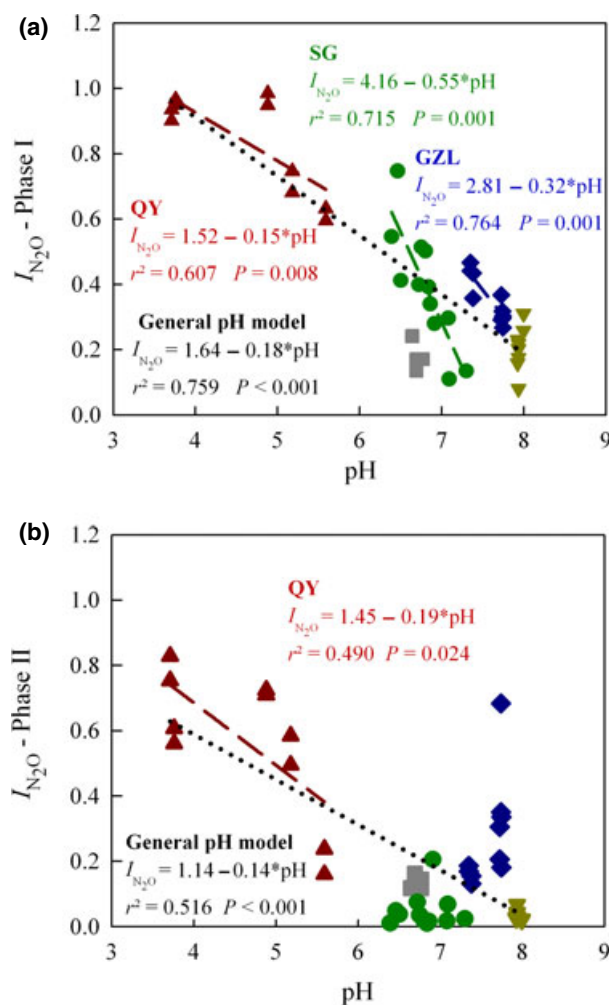 (a)
1.2
1.0
0.8
0.6
0.4
0.2
0.0
I_N₂O - Phase I
SG
I_N₂O = 4.16 – 0.55*pH
r² = 0.715 P = 0.001
GZL
I_N₂O = 2.81 – 0.32*pH
r² = 0.764 P = 0.001
QY
I_N₂O = 1.52 – 0.15*pH
r² = 0.607 P = 0.008
General pH model
I_N₂O = 1.64 – 0.18*pH
r² = 0.759 P < 0.001
3 4 5 6 7 8 9
pH
(b)
1.2
1.0
0.8
0.6
0.4
0.2
0.0
I_N₂O - Phase II
QY
I_N₂O = 1.45 – 0.19*pH
r² = 0.490 P = 0.024
General pH model
I_N₂O = 1.14 – 0.14*pH
r² = 0.516 P < 0.001
3 4 5 6 7 8 9
pH